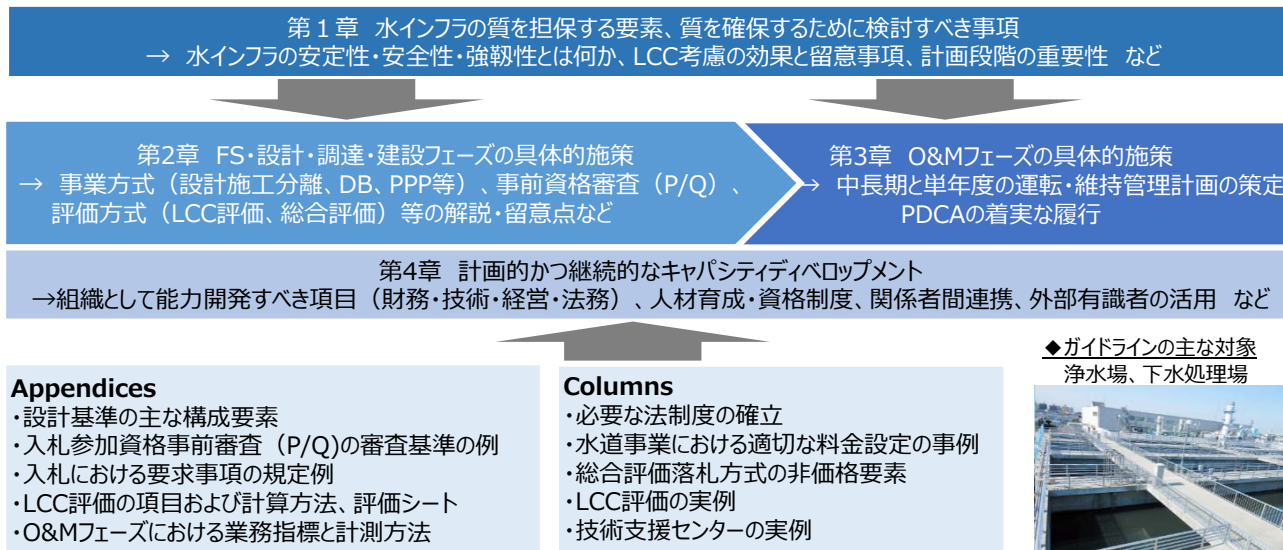 第１章 水インフラの質を担保する要素、質を確保するために検討すべき事項
→ 水インフラの安定性・安全性・強靱性とは何か、LCC考慮の効果と留意事項、計画段階の重要性 など
第2章 FS・設計・調達・建設フェーズの具体的施策
→ 事業方式（設計施工分離、DB、PPP等）、事前資格審査（P/Q）、
評価方式（LCC評価、総合評価）等の解説・留意点など
第3章 O&Mフェーズの具体的施策
→ 中長期と単年度の運転・維持管理計画の策定
PDCAの着実な履行
第4章 計画的かつ継続的なキャパシティディベロップメント
→組織として能力開発すべき項目（財務・技術・経営・法務）、人材育成・資格制度、関係者間連携、外部有識者の活用 など
Appendices
・設計基準の主な構成要素
・入札参加資格事前審査（P/Q)の審査基準の例
・入札における要求事項の規定例
・LCC評価の項目および計算方法、評価シート
・O&Mフェーズにおける業務指標と計測方法
Columns
・必要な法制度の確立
・水道事業における適切な料金設定の事例
・総合評価落札方式の非価格要素
・LCC評価の実例
・技術支援センターの実例
◆ガイドラインの主な対象
浄水場、下水処理場